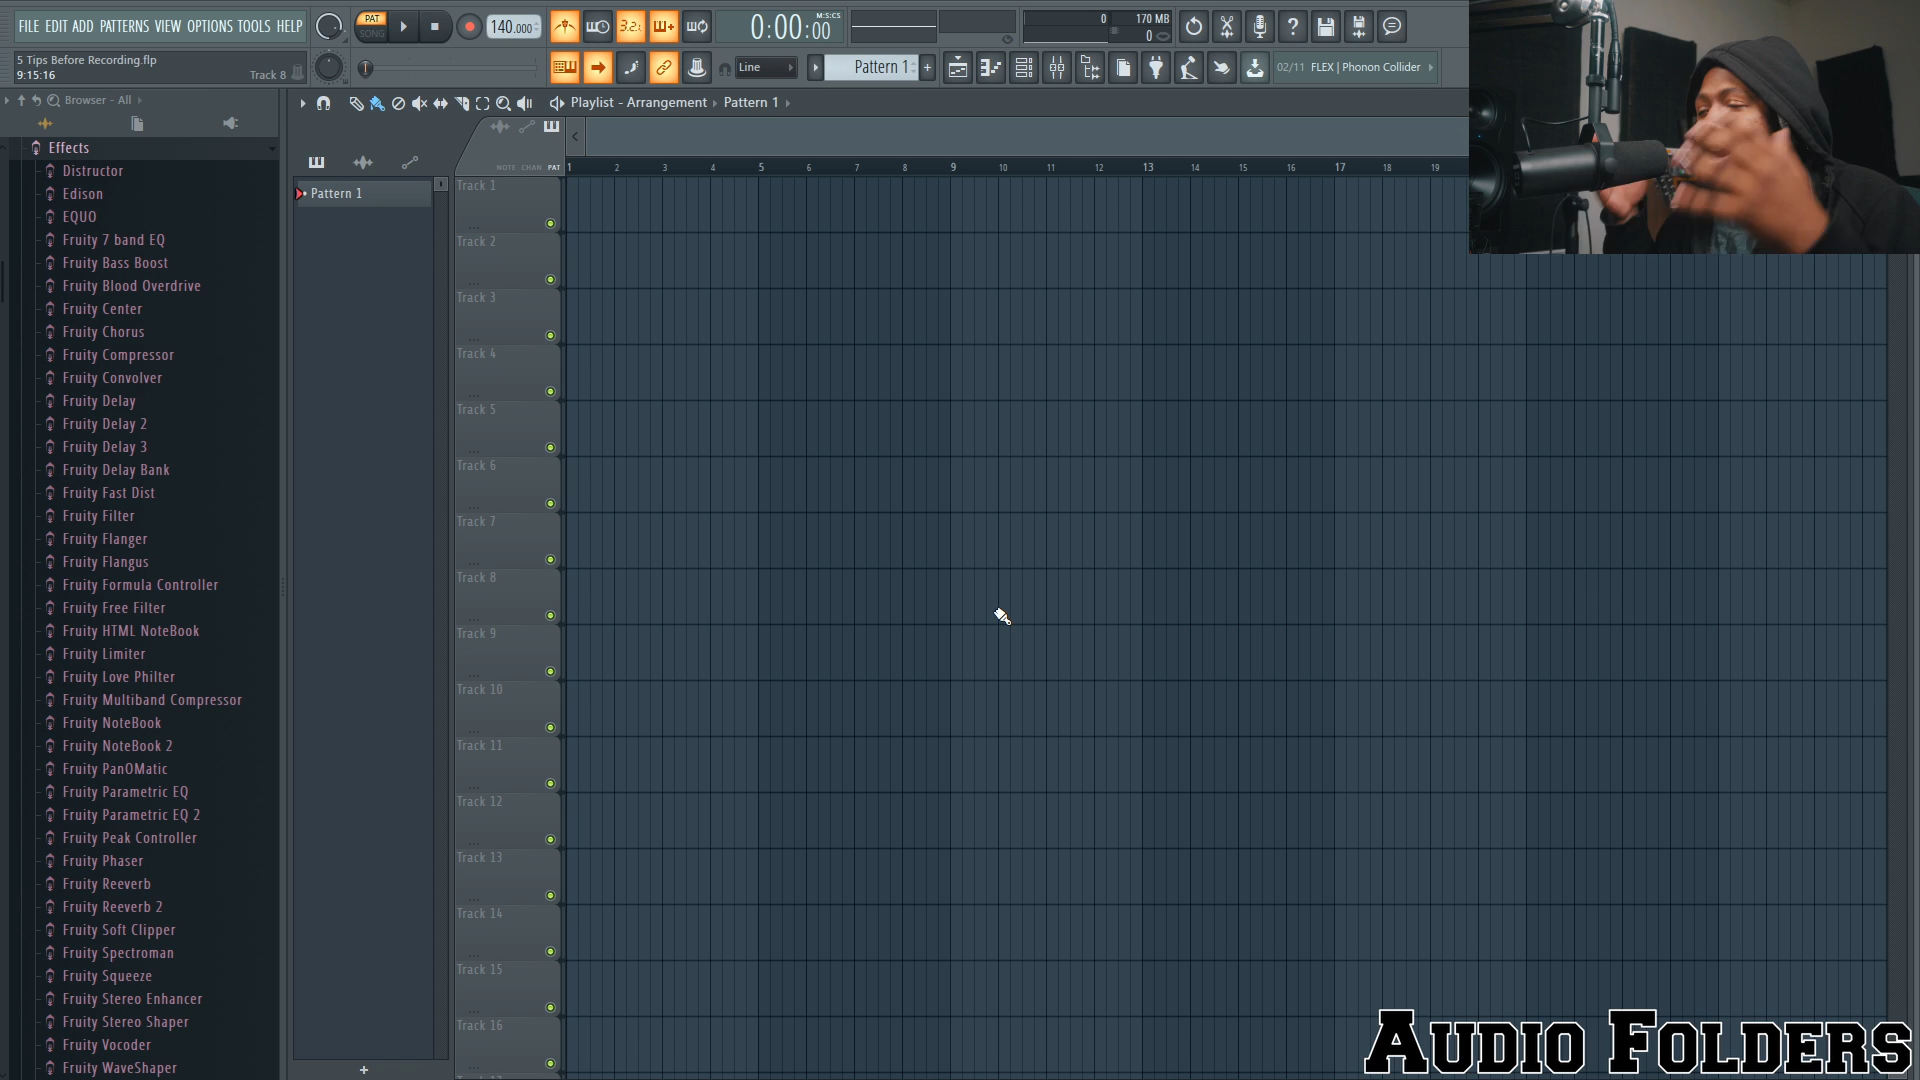 FILE EDIT ADD PATTERNS VIEW OPTIONS TOOLS HELP
PAT
SONG
140.000
3.2.
0:00:00
M:S:CS
0
170 MB
0
5 Tips Before Recording.flp
9:15:16
Track 8
Line
Pattern 1
02/11 FLEX | Phonon Collider
Browser - All
Playlist - Arrangement
Pattern 1
NOTE CHAN PAT
1 2 3 4 5 6 7 8 9 10 11 12 13 14 15 16 17 18 19
Effects
Distructor
Edison
EQUO
Fruity 7 band EQ
Fruity Bass Boost
Fruity Blood Overdrive
Fruity Center
Fruity Chorus
Fruity Compressor
Fruity Convolver
Fruity Delay
Fruity Delay 2
Fruity Delay 3
Fruity Delay Bank
Fruity Fast Dist
Fruity Filter
Fruity Flanger
Fruity Flangus
Fruity Formula Controller
Fruity Free Filter
Fruity HTML NoteBook
Fruity Limiter
Fruity Love Philter
Fruity Multiband Compressor
Fruity NoteBook
Fruity NoteBook 2
Fruity PanOMatic
Fruity Parametric EQ
Fruity Parametric EQ 2
Fruity Peak Controller
Fruity Phaser
Fruity Reeverb
Fruity Reeverb 2
Fruity Soft Clipper
Fruity Spectroman
Fruity Squeeze
Fruity Stereo Enhancer
Fruity Stereo Shaper
Fruity Vocoder
Fruity WaveShaper
Pattern 1
Track 1
Track 2
Track 3
Track 4
Track 5
Track 6
Track 7
Track 8
Track 9
Track 10
Track 11
Track 12
Track 13
Track 14
Track 15
Track 16
AUDIO FOLDERS